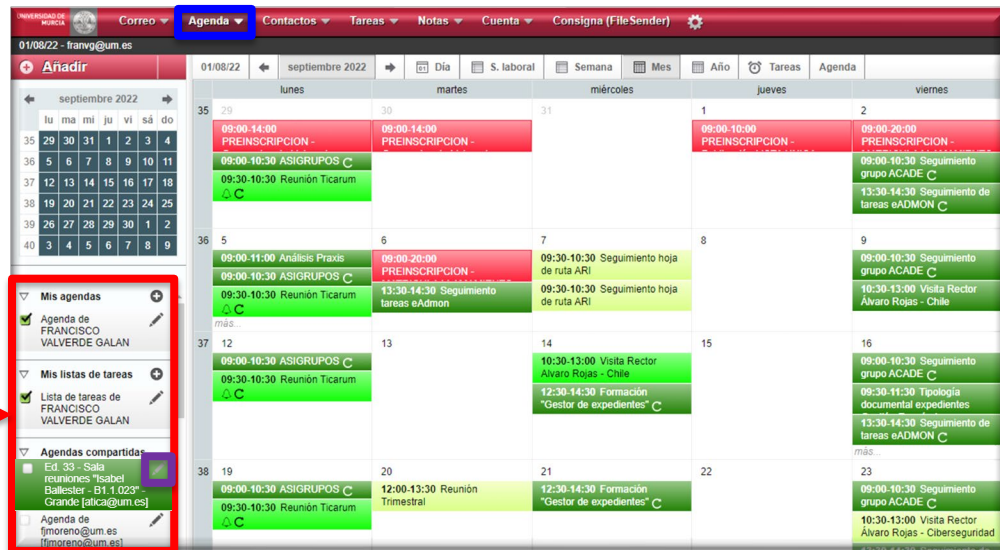 UNIVERSIDAD DE
MURCIA
Correo Agenda Contactos Tareas Notas Cuenta Consigna (FileSender)
01/08/22 - franvg@um.es
Añadir
septiembre 2022
lu ma mi ju vi sá do
35 29 30 31 1 2 3 4
36 5 6 7 8 9 10 11
37 12 13 14 15 16 17 18
38 19 20 21 22 23 24 25
39 26 27 28 29 30 1 2
40 3 4 5 6 7 8 9
Mis agendas
Agenda de
FRANCISCO
VALVERDE GALAN
Mis listas de tareas
Lista de tareas de
FRANCISCO
VALVERDE GALAN
Agendas compartidas
Ed. 33 - Sala
reuniones "Isabel
Ballester - B1.1.023" -
Grande [atica@um.es]
Agenda de
fjmoreno@um.es
[fjmoreno@um.es]
01/08/22 septiembre 2022 01 Día S. laboral Semana Mes Año Tareas Agenda
lunes martes miércoles jueves viernes
35 29 30 31 1 2
09:00-14:00
PREINSCRIPCION -
09:00-10:30 ASIGRUPOS
09:30-10:30 Reunión Ticarum
09:00-14:00
PREINSCRIPCION -
09:00-10:00
PREINSCRIPCION -
09:00-20:00
PREINSCRIPCION -
09:00-10:30 Seguimiento
grupo ACADE
13:30-14:30 Seguimiento de
tareas eADMON
36 5 6 7 8 9
09:00-11:00 Análisis Praxis
09:00-10:30 ASIGRUPOS
09:30-10:30 Reunión Ticarum
más...
09:00-20:00
PREINSCRIPCION -
13:30-14:30 Seguimiento
tareas eAdmon
09:30-10:30 Seguimiento hoja
de ruta ARI
09:30-10:30 Seguimiento hoja
de ruta ARI
09:00-10:30 Seguimiento
grupo ACADE
10:30-13:00 Visita Rector
Álvaro Rojas - Chile
37 12 13 14 15 16
09:00-10:30 ASIGRUPOS
09:30-10:30 Reunión Ticarum
10:30-13:00 Visita Rector
Alvaro Rojas - Chile
12:30-14:30 Formación
"Gestor de expedientes"
09:00-10:30 Seguimiento
grupo ACADE
09:30-11:30 Tipología
documental expedientes
13:30-14:30 Seguimiento de
tareas eADMON
más...
38 19 20 21 22 23
09:00-10:30 ASIGRUPOS
09:30-10:30 Reunión Ticarum
12:00-13:30 Reunión
Trimestral
12:30-14:30 Formación
"Gestor de expedientes"
09:00-10:30 Seguimiento
grupo ACADE
10:30-13:00 Visita Rector
Álvaro Rojas - Ciberseguridad